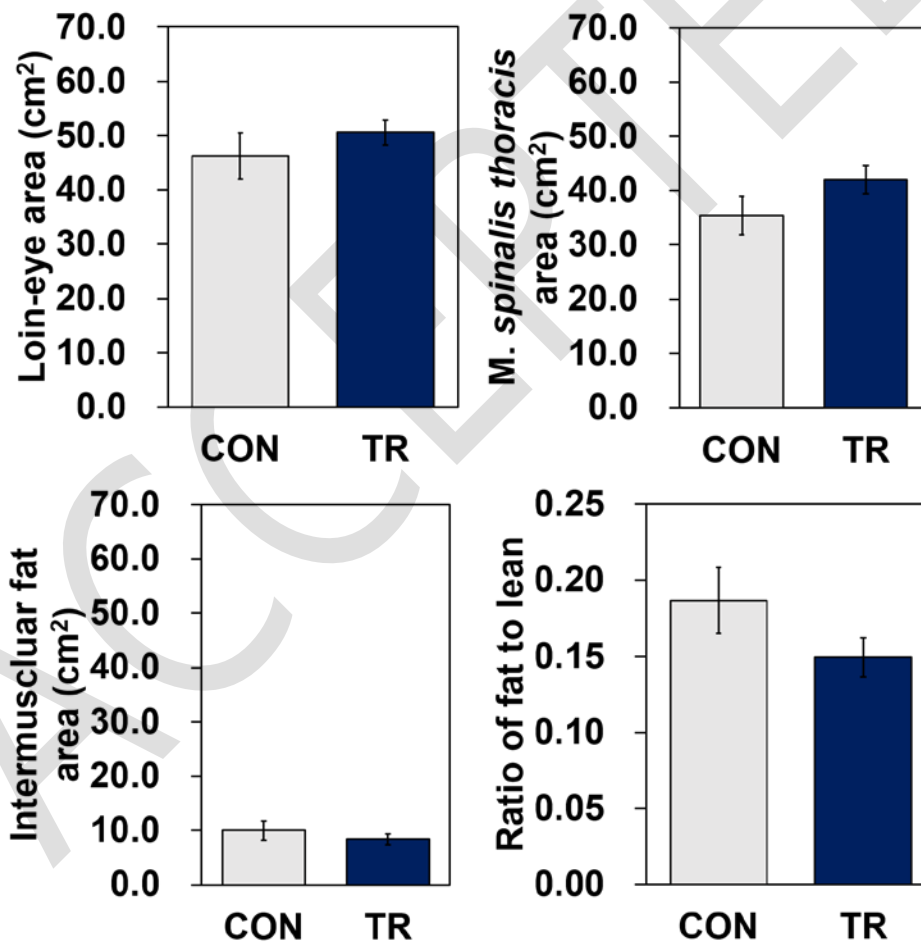 Loin-eye area (cm²)
70.0
60.0
50.0
40.0
30.0
20.0
10.0
0.0
CON TR
M. spinalis thoracis
area (cm²)
70.0
60.0
50.0
40.0
30.0
20.0
10.0
0.0
CON TR
Intermuscluar fat
area (cm²)
70.0
60.0
50.0
40.0
30.0
20.0
10.0
0.0
CON TR
Ratio of fat to lean
0.25
0.20
0.15
0.10
0.05
0.00
CON TR
ACCEPTE